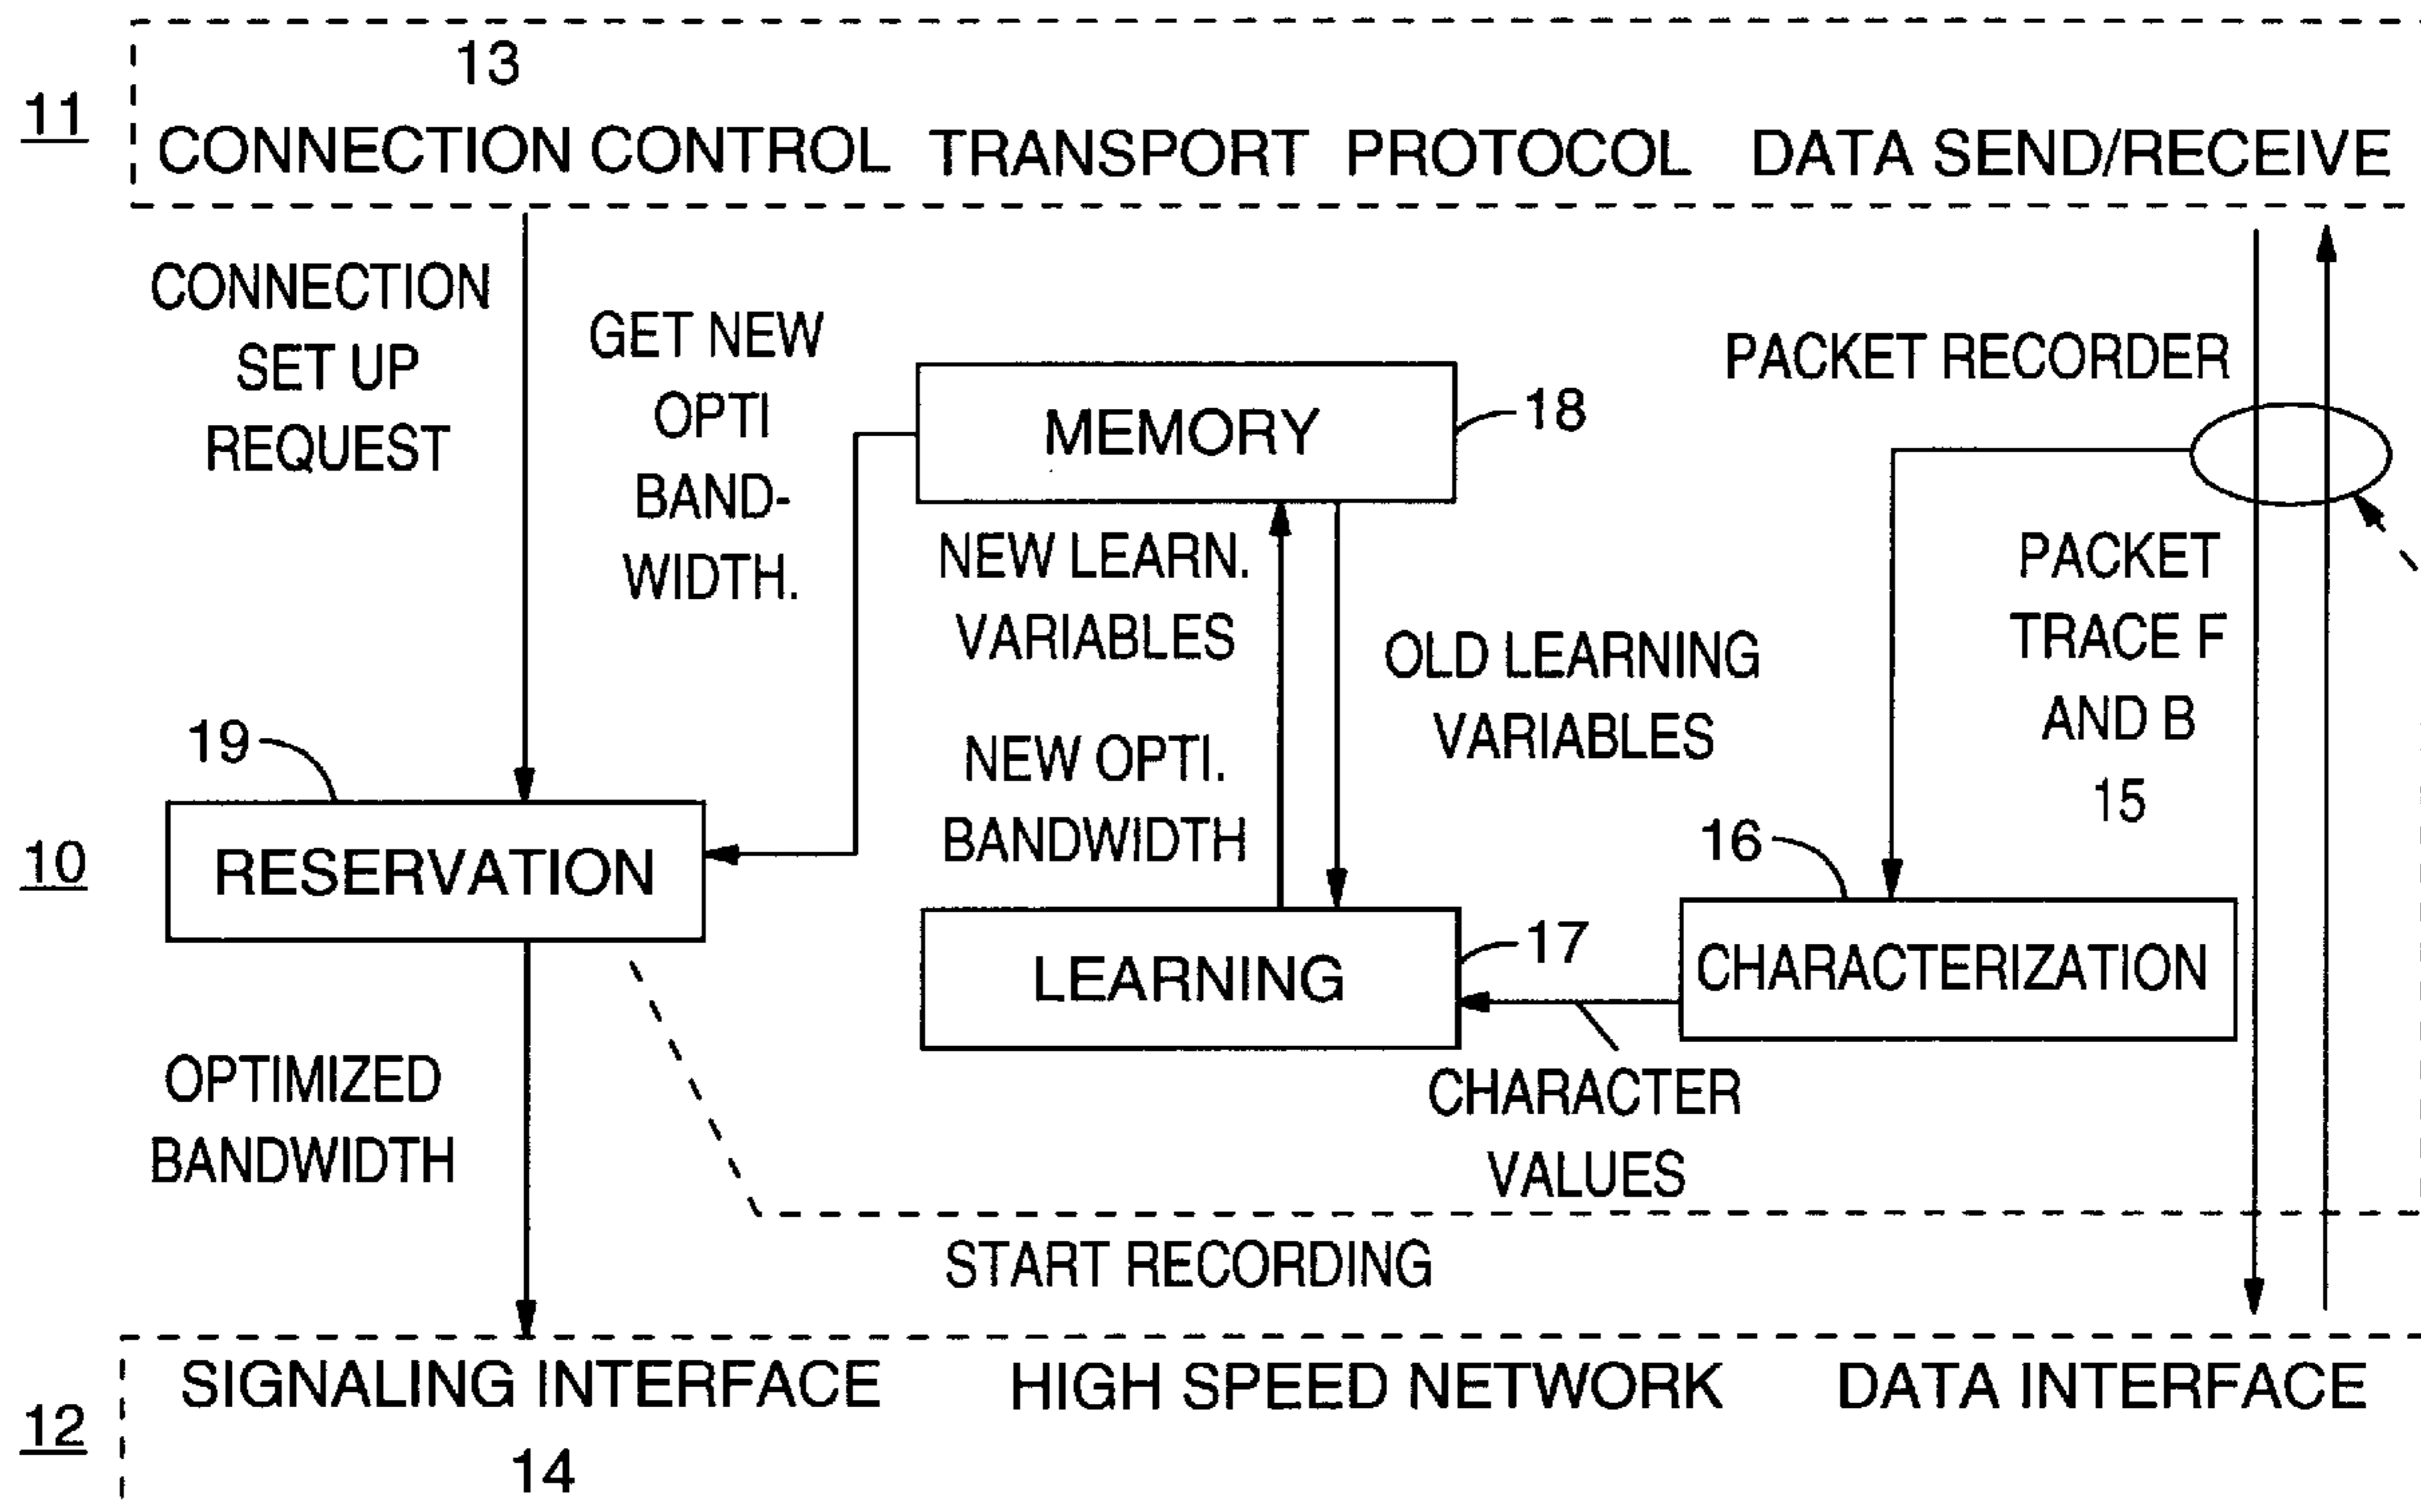 13
11
CONNECTION CONTROL TRANSPORT PROTOCOL DATA SEND/RECEIVE
CONNECTION
SET UP
REQUEST
GET NEW
OPTI
BAND-
WIDTH.
MEMORY
18
PACKET RECORDER
NEW LEARN.
VARIABLES
NEW OPTI.
BANDWIDTH
OLD LEARNING
VARIABLES
PACKET
TRACE F
AND B
15
19
10
RESERVATION
16
LEARNING
17
CHARACTERIZATION
CHARACTER
VALUES
OPTIMIZED
BANDWIDTH
START RECORDING
12
SIGNALING INTERFACE HIGH SPEED NETWORK DATA INTERFACE
14